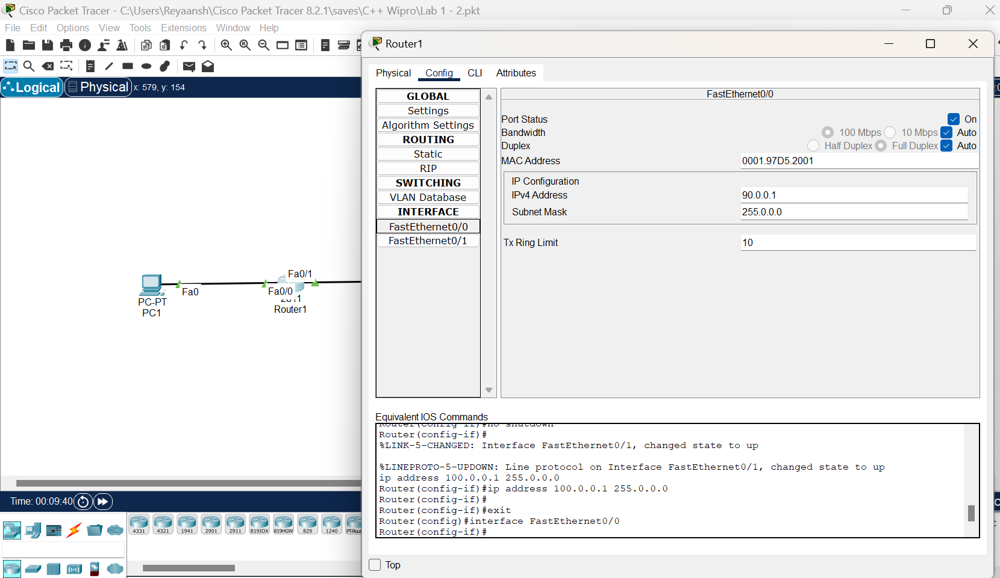 Cisco Packet Tracer - C:\Users\Reyaansh\Cisco Packet Tracer 8.2.1\saves\C++ Wipro\Lab 1 - 2.pkt
File Edit Options View Tools Extensions Window Help
Logical Physical x: 579, y: 154
Fa0/1
Fa0
Fa0/0
PC-PT
PC1
Router1
Time: 00:09:40
4331 4321 1941 2901 2911 819IOX 819HGW 829 1240 PT-Rout
Router1
Physical Config CLI Attributes
GLOBAL
Settings
Algorithm Settings
ROUTING
Static
RIP
SWITCHING
VLAN Database
INTERFACE
FastEthernet0/0
FastEthernet0/1
FastEthernet0/0
Port Status On
Bandwidth 100 Mbps 10 Mbps Auto
Duplex Half Duplex Full Duplex Auto
MAC Address 0001.97D5.2001
IP Configuration
IPv4 Address 90.0.0.1
Subnet Mask 255.0.0.0
Tx Ring Limit 10
Equivalent IOS Commands
Router(config-if)#no shutdown
Router(config-if)#
%LINK-5-CHANGED: Interface FastEthernet0/1, changed state to up
%LINEPROTO-5-UPDOWN: Line protocol on Interface FastEthernet0/1, changed state to up
ip address 100.0.0.1 255.0.0.0
Router(config-if)#ip address 100.0.0.1 255.0.0.0
Router(config-if)#
Router(config-if)#exit
Router(config)#interface FastEthernet0/0
Router(config-if)#
Top